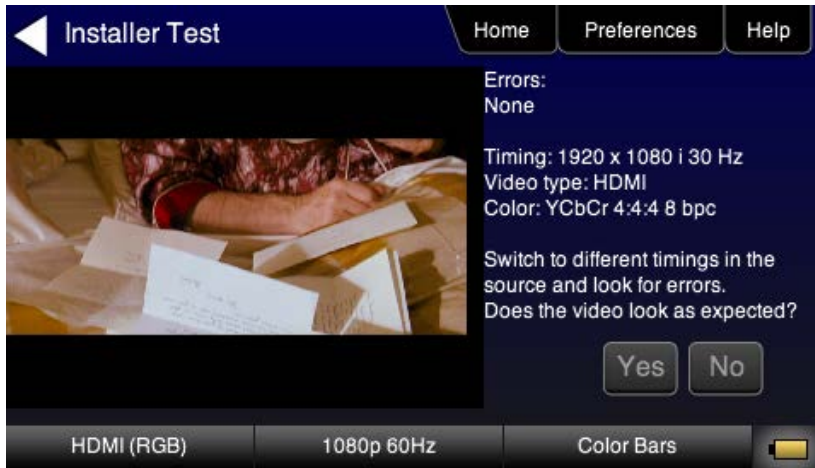 Installer Test
Home
Preferences
Help
Errors:
None
Timing: 1920 x 1080 i 30 Hz
Video type: HDMI
Color: YCbCr 4:4:4 8 bpc
Switch to different timings in the
source and look for errors.
Does the video look as expected?
Yes
No
HDMI (RGB)
1080p 60Hz
Color Bars